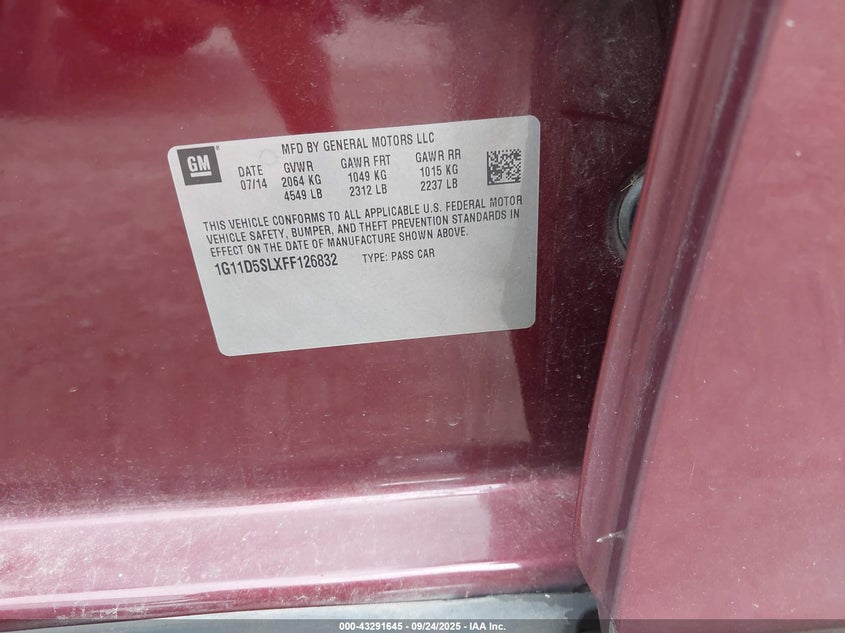 GM
MFD BY GENERAL MOTORS LLC
DATE GVWR GAWR FRT GAWR RR
07/14 2064 KG 1049 KG 1015 KG
4549 LB 2312 LB 2237 LB
THIS VEHICLE CONFORMS TO ALL APPLICABLE U.S. FEDERAL MOTOR
VEHICLE SAFETY, BUMPER, AND THEFT PREVENTION STANDARDS IN
EFFECT ON THE DATE OF MANUFACTURE SHOWN ABOVE.
1G11D5SLXFF126832 TYPE: PASS CAR
000-43291645 - 09/24/2025 - IAA Inc.